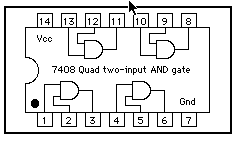 14 13 12 11 10 9 8
Vcc
7408 Quad two-input AND gate
Gnd
1 2 3 4 5 6 7